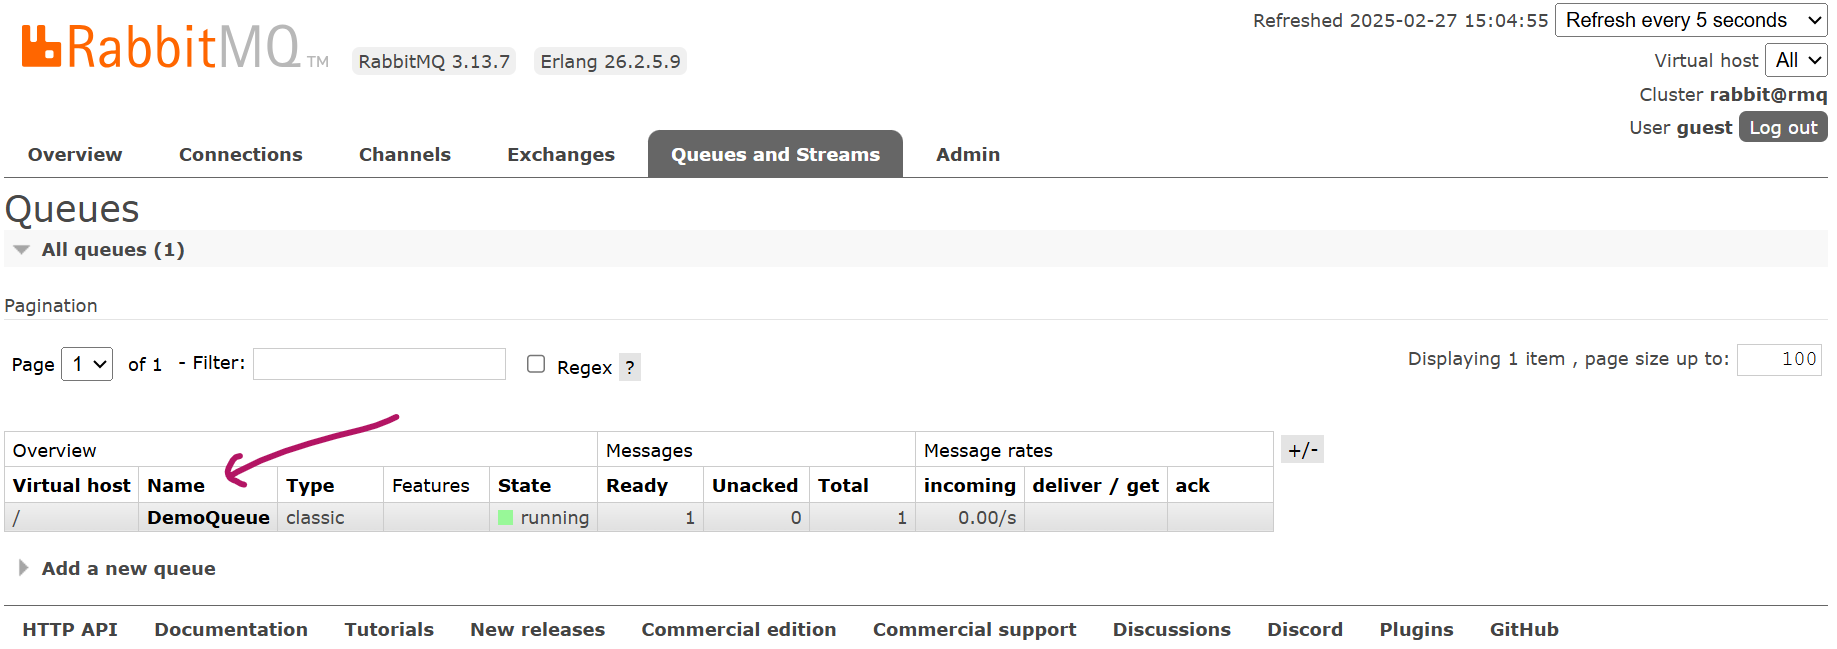 RabbitMQ TM
RabbitMQ 3.13.7
Erlang 26.2.5.9
Refreshed 2025-02-27 15:04:55 Refresh every 5 seconds
Virtual host All
Cluster rabbit@rmq
User guest Log out
Overview Connections Channels Exchanges Queues and Streams Admin
Queues
All queues (1)
Pagination
Page 1 of 1 - Filter: Regex ? Displaying 1 item , page size up to: 100
Overview Messages Message rates +/-
Virtual host Name Type Features State Ready Unacked Total incoming deliver / get ack
/ DemoQueue classic running 1 0 1 0.00/s
Add a new queue
HTTP API Documentation Tutorials New releases Commercial edition Commercial support Discussions Discord Plugins GitHub